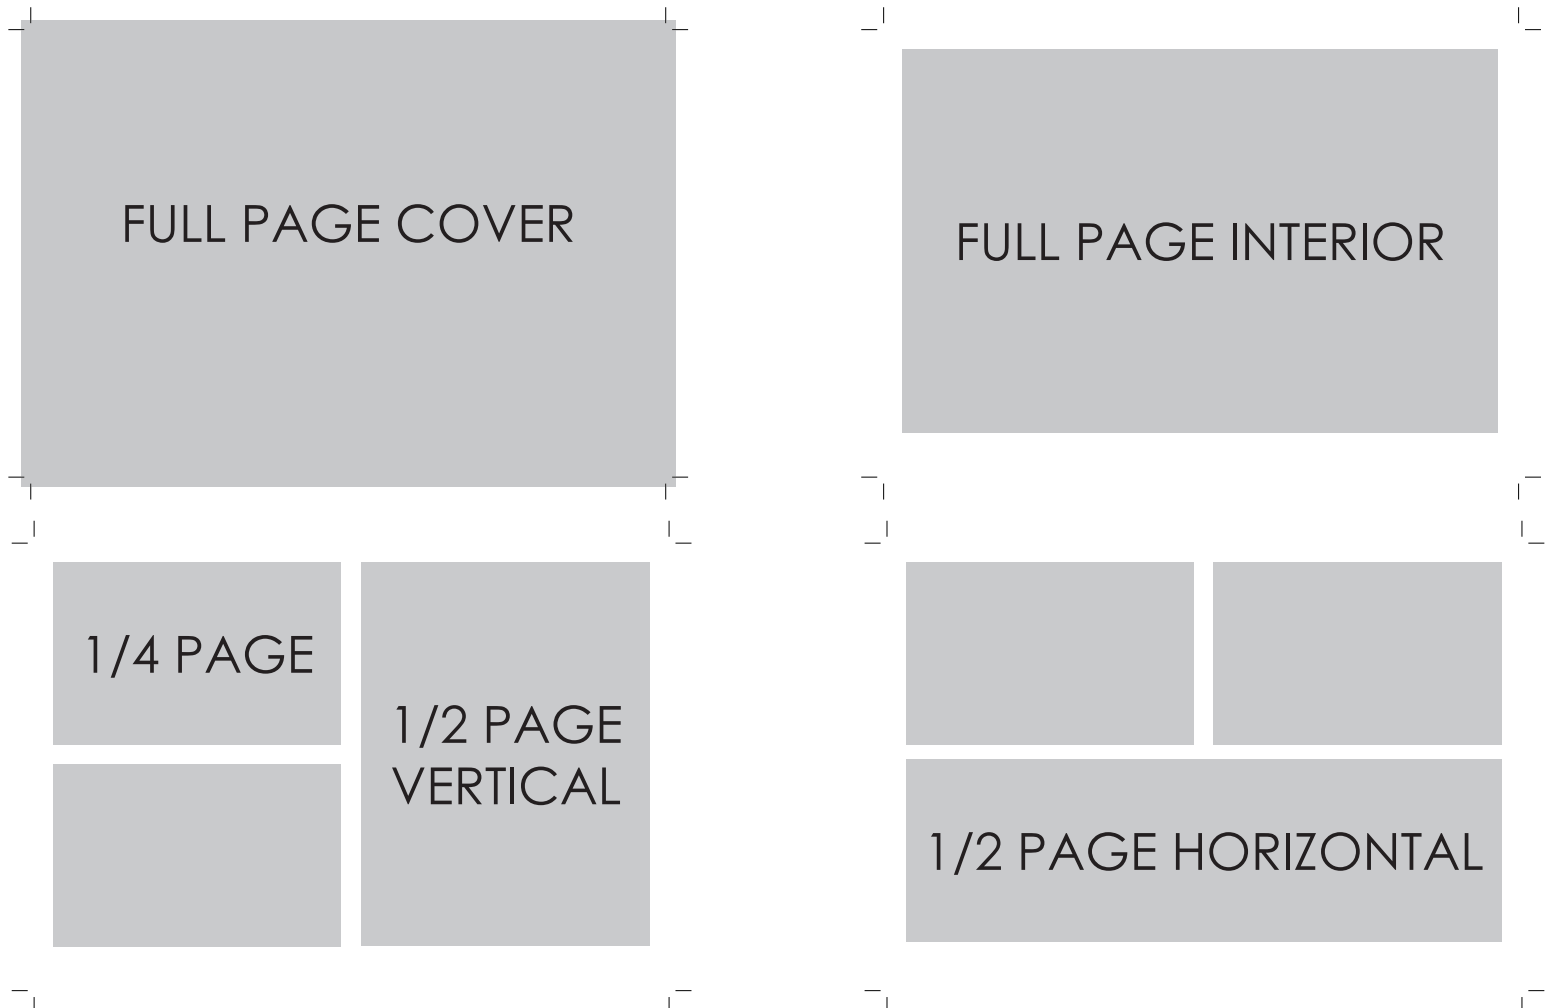 FULL PAGE COVER
FULL PAGE INTERIOR
1/4 PAGE
1/2 PAGE
VERTICAL
1/2 PAGE HORIZONTAL